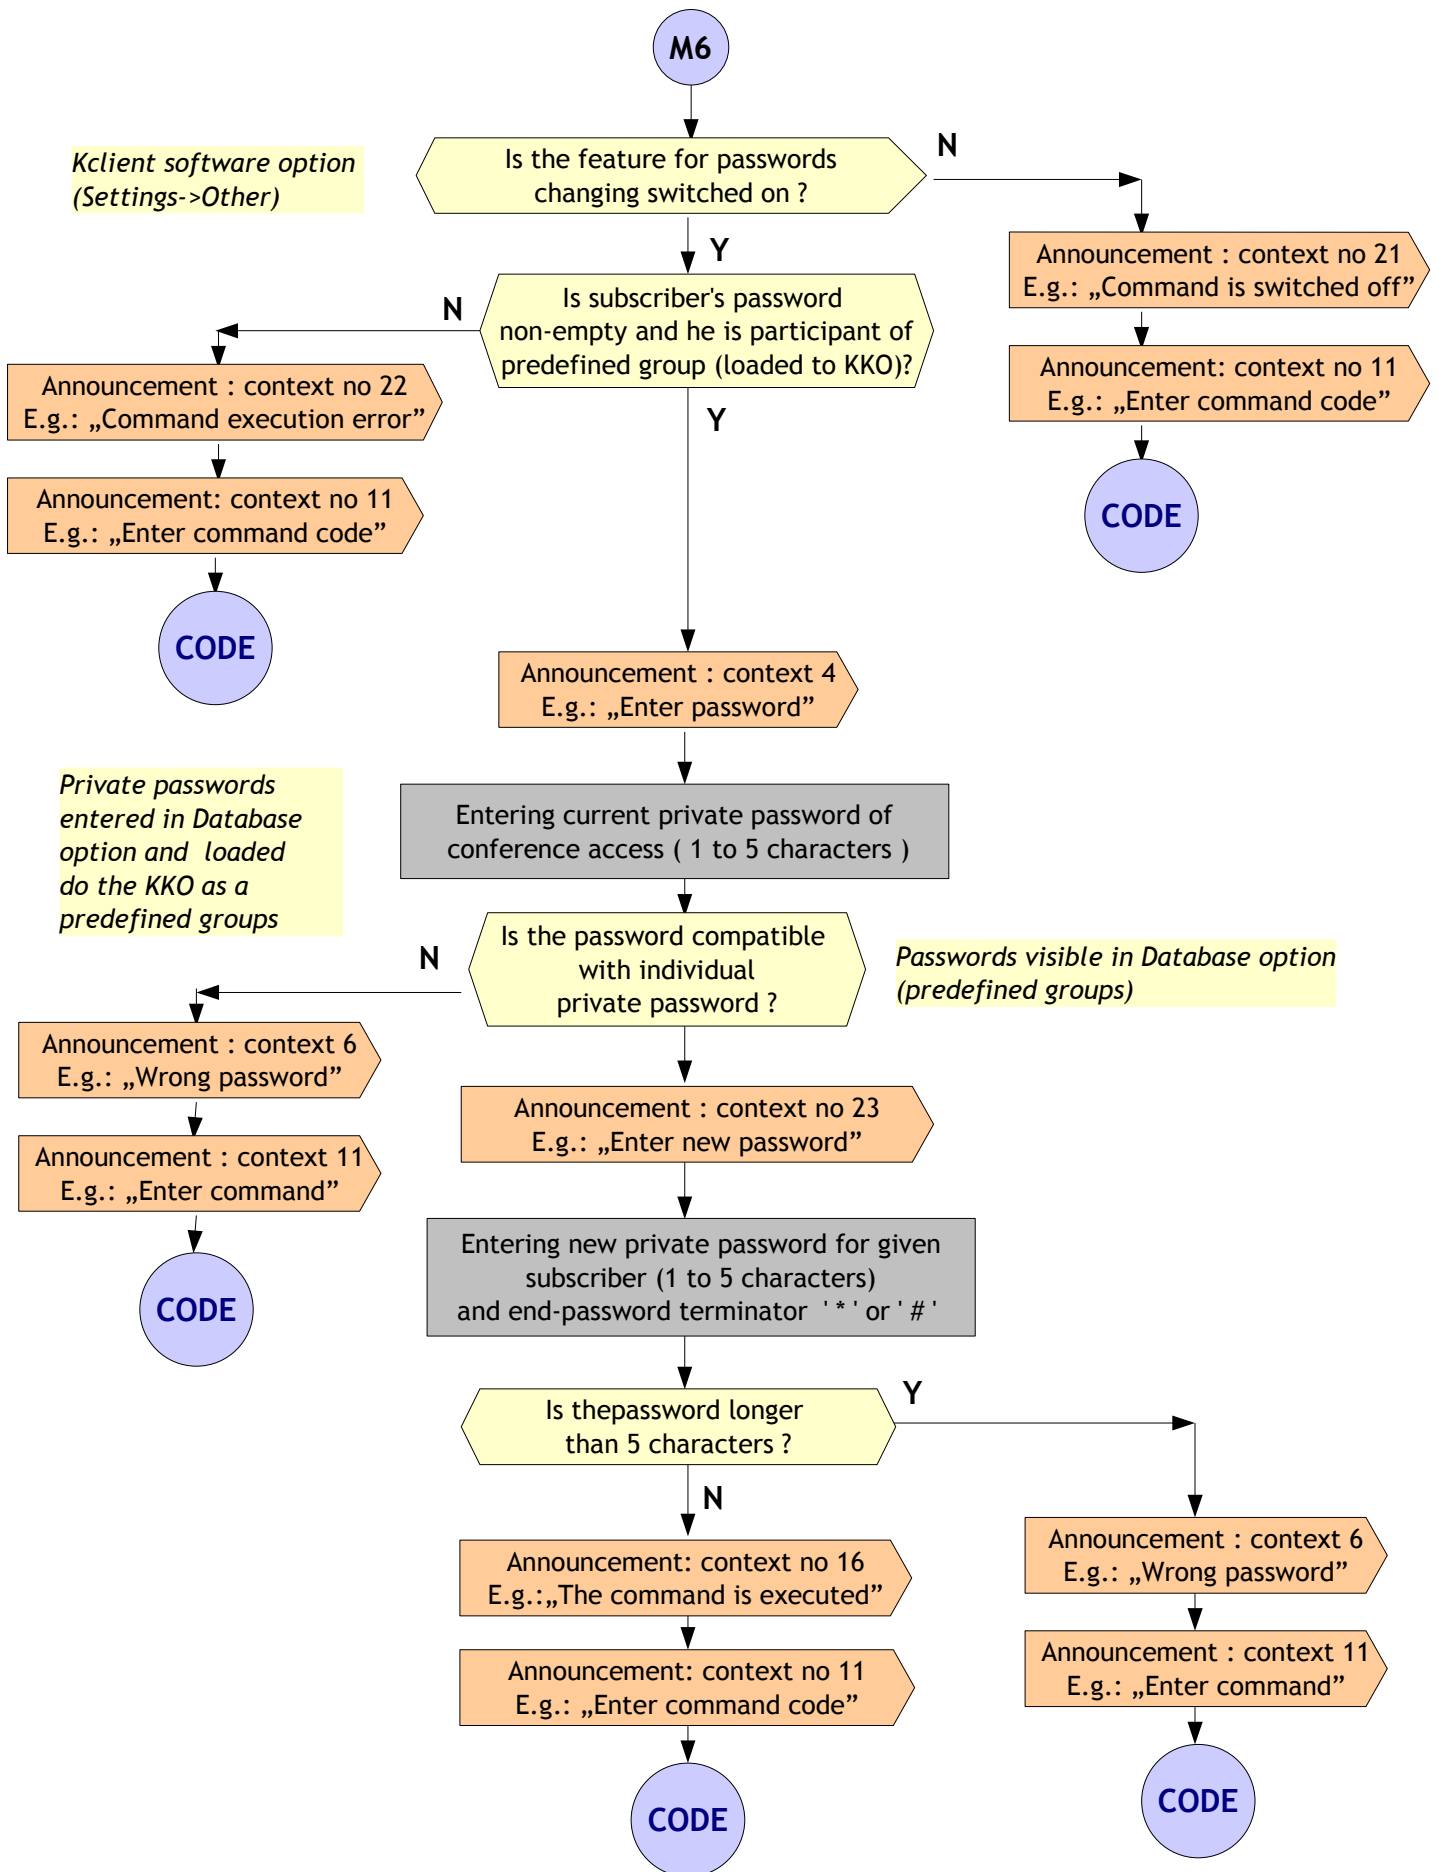 M6
Kclient software option
(Settings->Other)
Is the feature for passwords
changing switched on ?
N
Y
Announcement : context no 21
E.g.: „Command is switched off”
Is subscriber's password
non-empty and he is participant of
predefined group (loaded to KKO)?
N
Y
Announcement: context no 11
E.g.: „Enter command code”
CODE
Announcement : context no 22
E.g.: „Command execution error”
Announcement: context no 11
E.g.: „Enter command code”
CODE
Announcement : context 4
E.g.: „Enter password”
Private passwords
entered in Database
option and loaded
do the KKO as a
predefined groups
Entering current private password of
conference access ( 1 to 5 characters )
Is the password compatible
with individual
private password ?
N
Passwords visible in Database option
(predefined groups)
Announcement : context 6
E.g.: „Wrong password”
Announcement : context 11
E.g.: „Enter command”
CODE
Announcement : context no 23
E.g.: „Enter new password”
Entering new private password for given
subscriber (1 to 5 characters)
and end-password terminator ' * ' or ' # '
Is thepassword longer
than 5 characters ?
Y
N
Announcement: context no 16
E.g.:„The command is executed”
Announcement: context no 11
E.g.: „Enter command code”
CODE
Announcement : context 6
E.g.: „Wrong password”
Announcement : context 11
E.g.: „Enter command”
CODE